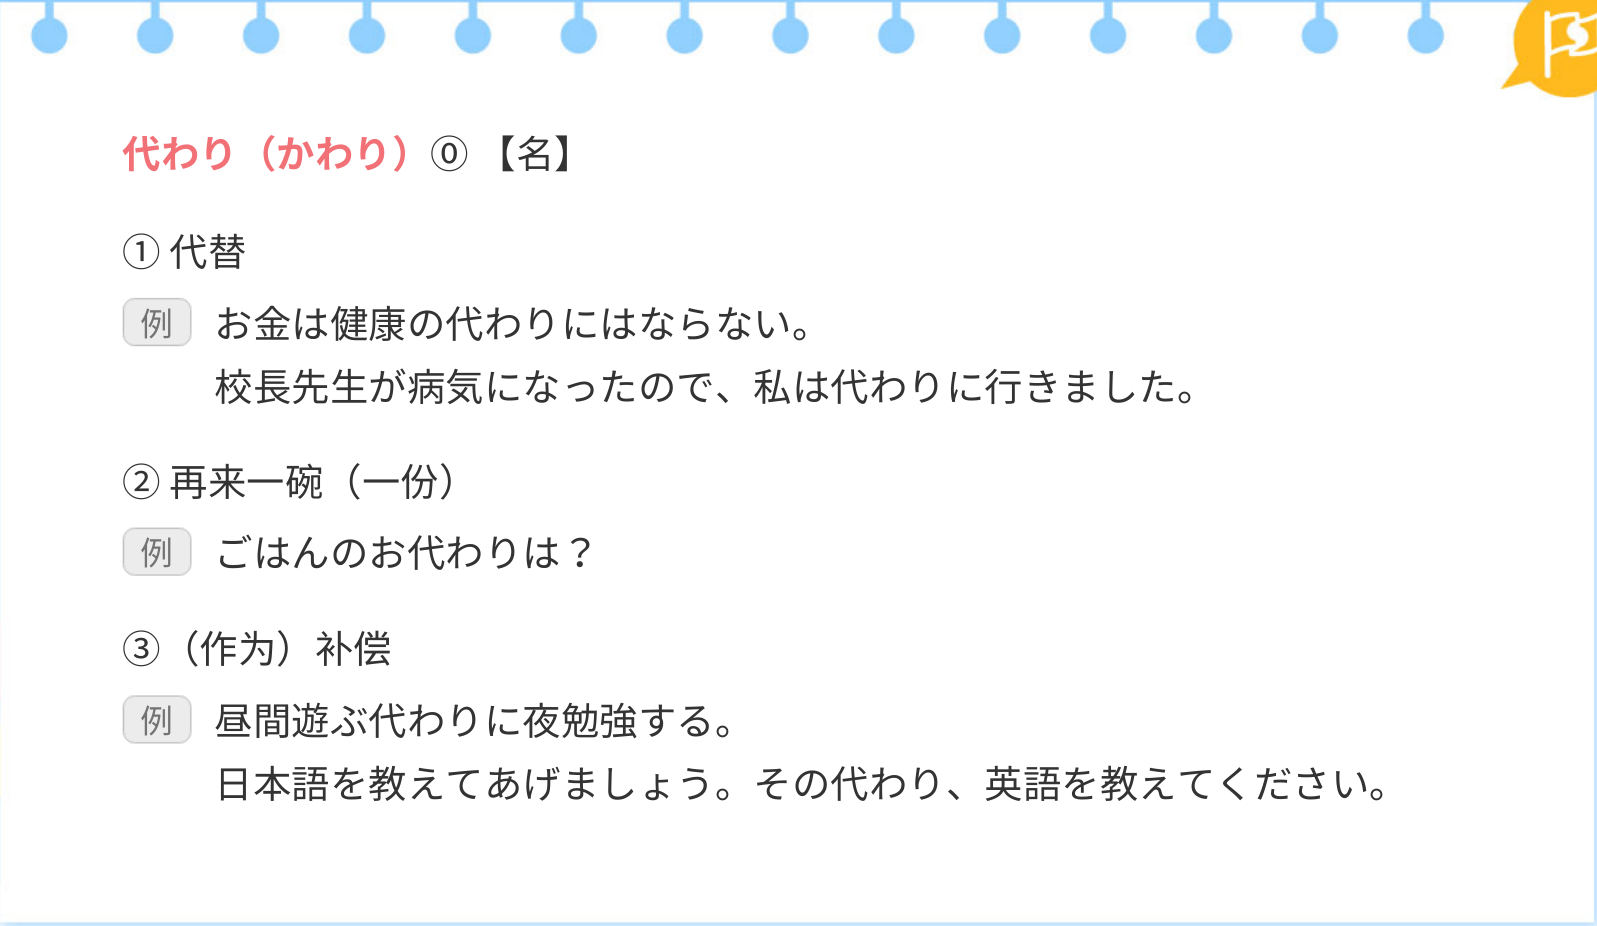 代わり（かわり）⓪ 【名】
① 代替
例 お金は健康の代わりにはならない。
校長先生が病気になったので、私は代わりに行きました。
② 再来一碗（一份）
例 ごはんのお代わりは？
③（作为）补偿
例 昼間遊ぶ代わりに夜勉強する。
日本語を教えてあげましょう。その代わり、英語を教えてください。